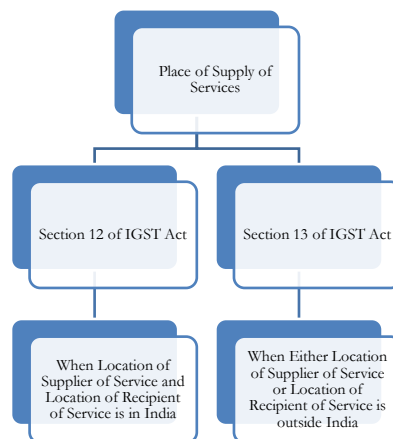 Place of Supply of
Services
Section 12 of IGST Act
Section 13 of IGST Act
When Location of
Supplier of Service and
Location of Recipient
of Service is in India
When Either Location
of Supplier of Service
or Location of
Recipient of Service is
outside India